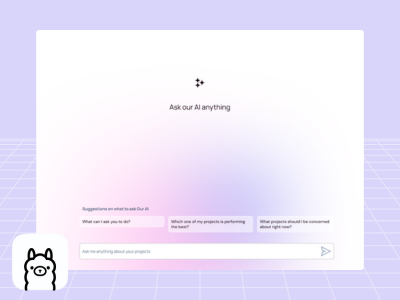 Ask our AI anything
Suggestions on what to ask Our AI
What can I ask you to do?
Which one of my projects is performing
the best?
What projects should I be concerned
about right now?
Ask me anything about your projects